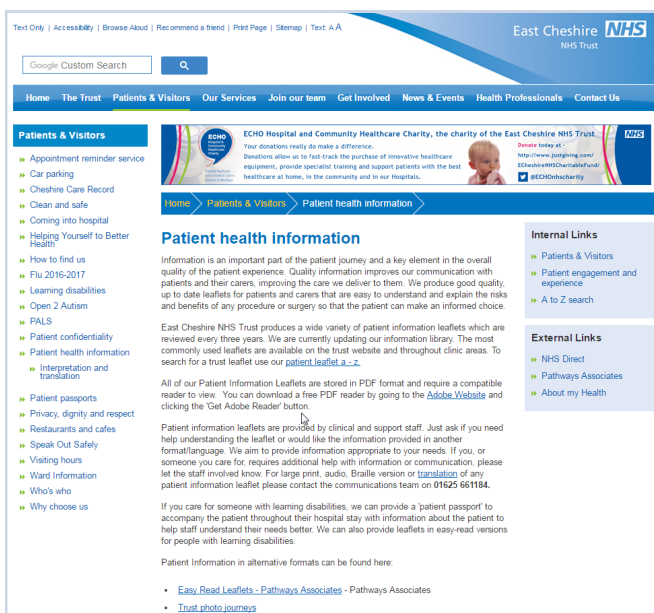 Text Only | Accessibility | Browse Aloud | Recommend a friend | Print Page | Sitemap | Text: A A
East Cheshire NHS
NHS Trust
Google Custom Search
Home The Trust Patients & Visitors Our Services Join our team Get Involved News & Events Health Professionals Contact Us
Patients & Visitors
Appointment reminder service
Car parking
Cheshire Care Record
Clean and safe
Coming into hospital
Helping Yourself to Better
Health
How to find us
Flu 2016-2017
Learning disabilities
Open 2 Autism
PALS
Patient confidentiality
Patient health information
Interpretation and
translation
Patient passports
Privacy, dignity and respect
Restaurants and cafes
Speak Out Safely
Visiting hours
Ward Information
Who's who
Why choose us
ECHO
Hospital &
Community
Healthcare
Charity
ECHO Hospital and Community Healthcare Charity, the charity of the East Cheshire NHS Trust
Your donations really do make a difference.
Donations allow us to fast-track the purchase of innovative healthcare
equipment, provide specialist training and support patients with the best
healthcare at home, in the community and in our Hospitals.
Donate today at -
http://www.justgiving.com/
ECheshireNHSCharitableFund/
@ECHOnhscharity
NHS
Home Patients & Visitors Patient health information
Patient health information
Information is an important part of the patient journey and a key element in the overall
quality of the patient experience. Quality information improves our communication with
patients and their carers, improving the care we deliver to them. We produce good quality,
up to date leaflets for patients and carers that are easy to understand and explain the risks
and benefits of any procedure or surgery so that the patient can make an informed choice.
East Cheshire NHS Trust produces a wide variety of patient information leaflets which are
reviewed every three years. We are currently updating our information library. The most
commonly used leaflets are available on the trust website and throughout clinic areas. To
search for a trust leaflet use our patient leaflet a - z.
All of our Patient Information Leaflets are stored in PDF format and require a compatible
reader to view. You can download a free PDF reader by going to the Adobe Website and
clicking the 'Get Adobe Reader' button.
Patient information leaflets are provided by clinical and support staff. Just ask if you need
help understanding the leaflet or would like the information provided in another
format/language. We aim to provide information appropriate to your needs. If you, or
someone you care for, requires additional help with information or communication, please
let the staff involved know. For large print, audio, Braille version or translation of any
patient information leaflet please contact the communications team on 01625 661184.
If you care for someone with learning disabilities, we can provide a 'patient passport' to
accompany the patient throughout their hospital stay with information about the patient to
help staff understand their needs better. We can also provide leaflets in easy-read versions
for people with learning disabilities.
Patient Information in alternative formats can be found here:
Easy Read Leaflets - Pathways Associates - Pathways Associates
Trust photo journeys
Internal Links
Patients & Visitors
Patient engagement and
experience
A to Z search
External Links
NHS Direct
Pathways Associates
About my Health